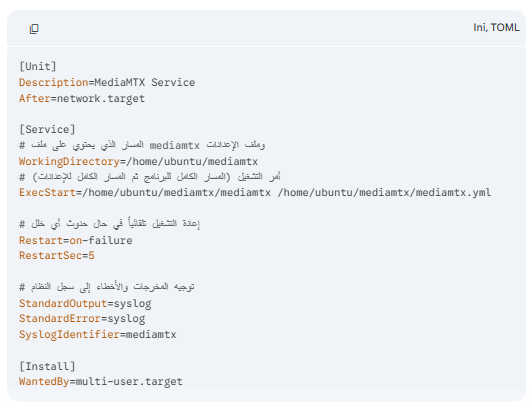 Ini, TOML
[Unit]
Description=MediaMTX Service
After=network.target
[Service]
# المسار الذي يحتوي على ملف mediamtx وملف الإعدادات
WorkingDirectory=/home/ubuntu/mediamtx
# أمر التشغيل (المسار الكامل للبرنامج ثم المسار الكامل للإعدادات)
ExecStart=/home/ubuntu/mediamtx/mediamtx /home/ubuntu/mediamtx/mediamtx.yml
# إعادة التشغيل تلقائياً في حال حدوث أي خلل
Restart=on-failure
RestartSec=5
# توجيه المخرجات والأخطاء إلى سجل النظام
StandardOutput=syslog
StandardError=syslog
SyslogIdentifier=mediamtx
[Install]
WantedBy=multi-user.target